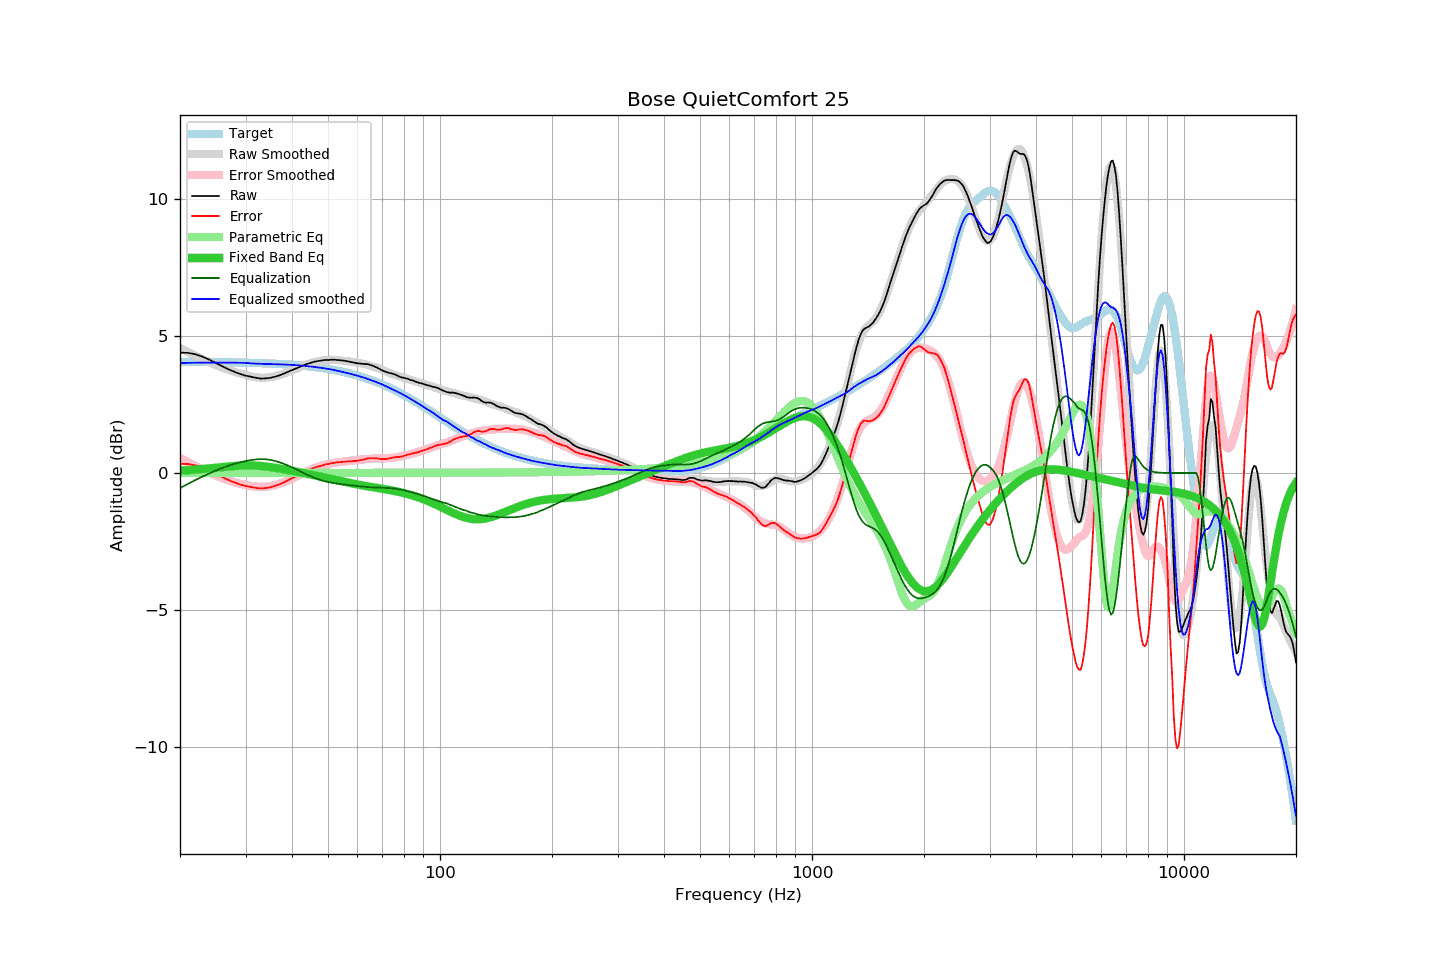 Bose QuietComfort 25
Target
Raw Smoothed
Error Smoothed
Raw
Error
Parametric Eq
Fixed Band Eq
Equalization
Equalized smoothed
10
5
0
−5
−10
Amplitude (dBr)
100
1000
10000
Frequency (Hz)